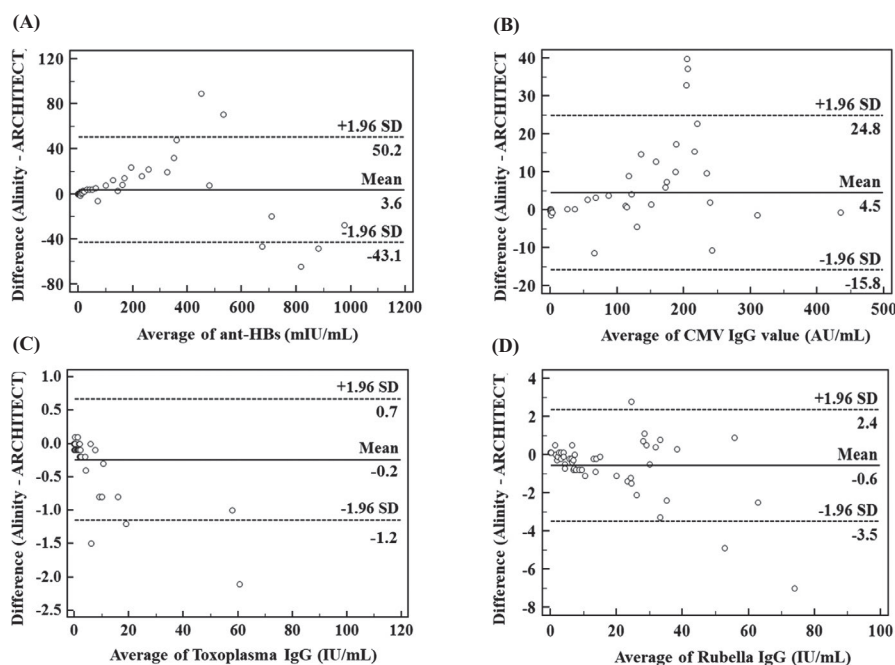 (A)
Difference (Alinity - ARCHITECT)
120
80
40
0
-40
-80
+1.96 SD
50.2
Mean
3.6
-1.96 SD
-43.1
0 200 400 600 800 1000 1200
Average of ant-HBs (mIU/mL)
(B)
Difference (Alinity - ARCHITECT)
40
30
20
10
0
-10
-20
+1.96 SD
24.8
Mean
4.5
-1.96 SD
-15.8
0 100 200 300 400 500
Average of CMV IgG value (AU/mL)
(C)
Difference (Alinity - ARCHITECT)
1.0
0.5
0.0
-0.5
-1.0
-1.5
-2.0
-2.5
+1.96 SD
0.7
Mean
-0.2
-1.96 SD
-1.2
0 20 40 60 80 100 120
Average of Toxoplasma IgG (IU/mL)
(D)
Difference (Alinity - ARCHITECT)
4
2
0
-2
-4
-6
-8
+1.96 SD
2.4
Mean
-0.6
-1.96 SD
-3.5
0 20 40 60 80 100
Average of Rubella IgG (IU/mL)